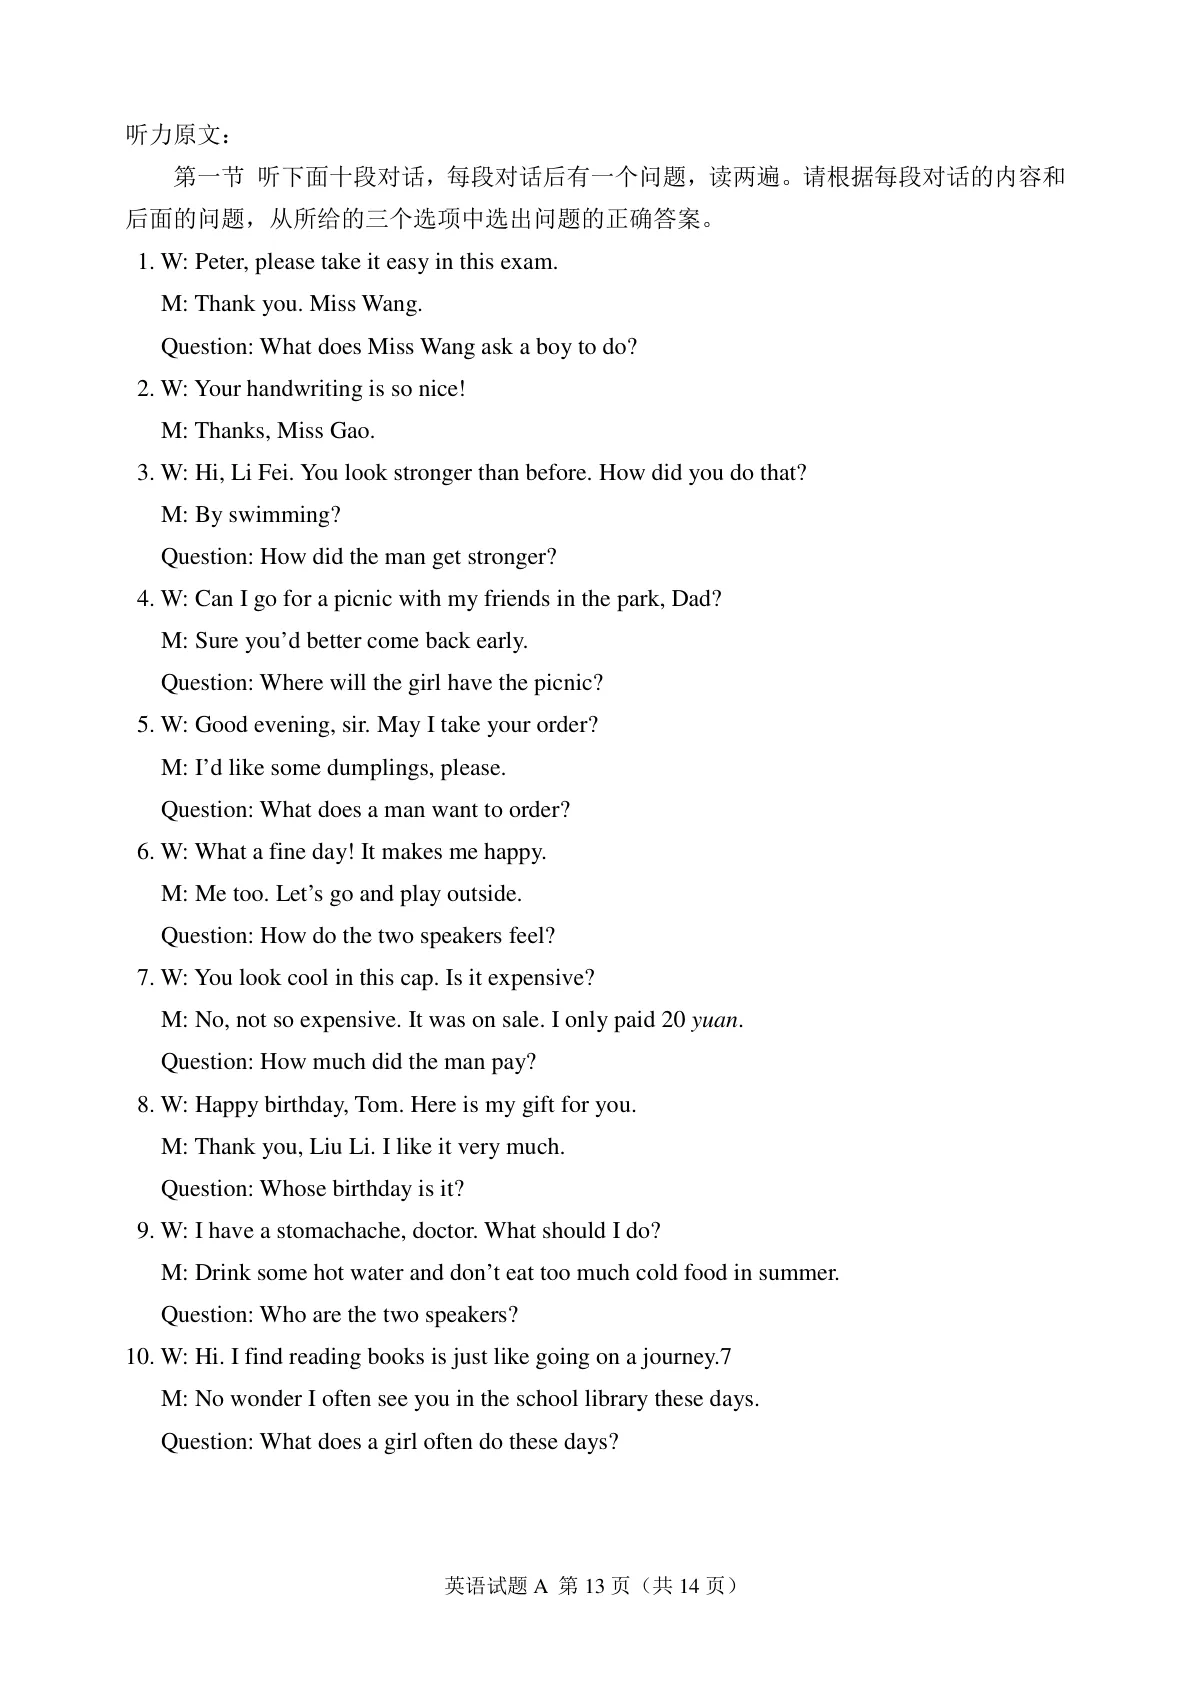 听力原文：
第一节 听下面十段对话，每段对话后有一个问题，读两遍。请根据每段对话的内容和
后面的问题，从所给的三个选项中选出问题的正确答案。
1. W: Peter, please take it easy in this exam.
M: Thank you. Miss Wang.
Question: What does Miss Wang ask a boy to do?
2. W: Your handwriting is so nice!
M: Thanks, Miss Gao.
3. W: Hi, Li Fei. You look stronger than before. How did you do that?
M: By swimming?
Question: How did the man get stronger?
4. W: Can I go for a picnic with my friends in the park, Dad?
M: Sure you’d better come back early.
Question: Where will the girl have the picnic?
5. W: Good evening, sir. May I take your order?
M: I’d like some dumplings, please.
Question: What does a man want to order?
6. W: What a fine day! It makes me happy.
M: Me too. Let’s go and play outside.
Question: How do the two speakers feel?
7. W: You look cool in this cap. Is it expensive?
M: No, not so expensive. It was on sale. I only paid 20 yuan.
Question: How much did the man pay?
8. W: Happy birthday, Tom. Here is my gift for you.
M: Thank you, Liu Li. I like it very much.
Question: Whose birthday is it?
9. W: I have a stomachache, doctor. What should I do?
M: Drink some hot water and don’t eat too much cold food in summer.
Question: Who are the two speakers?
10. W: Hi. I find reading books is just like going on a journey.7
M: No wonder I often see you in the school library these days.
Question: What does a girl often do these days?
英语试题 A 第 13 页（共 14 页）